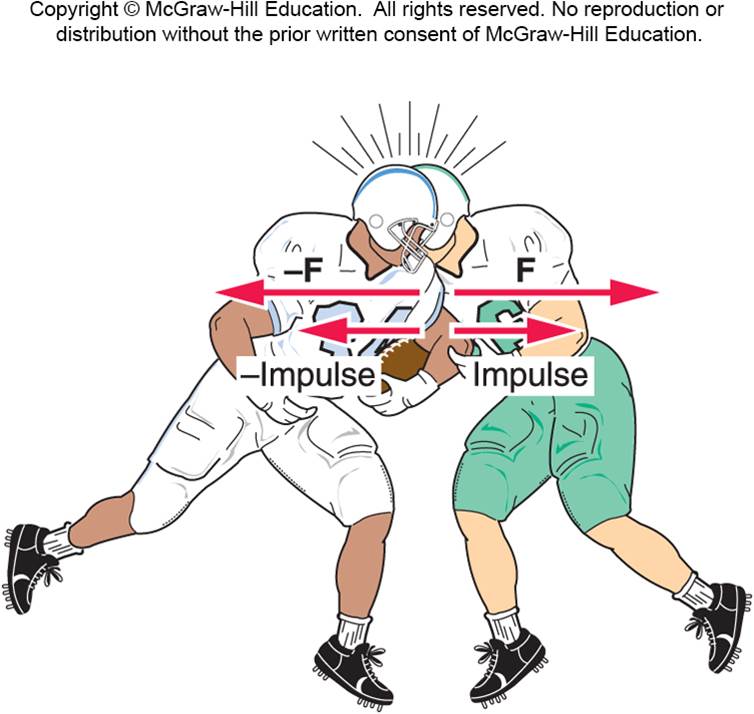 Copyright © McGraw-Hill Education. All rights reserved. No reproduction or
distribution without the prior written consent of McGraw-Hill Education.
–F
F
–Impulse
Impulse